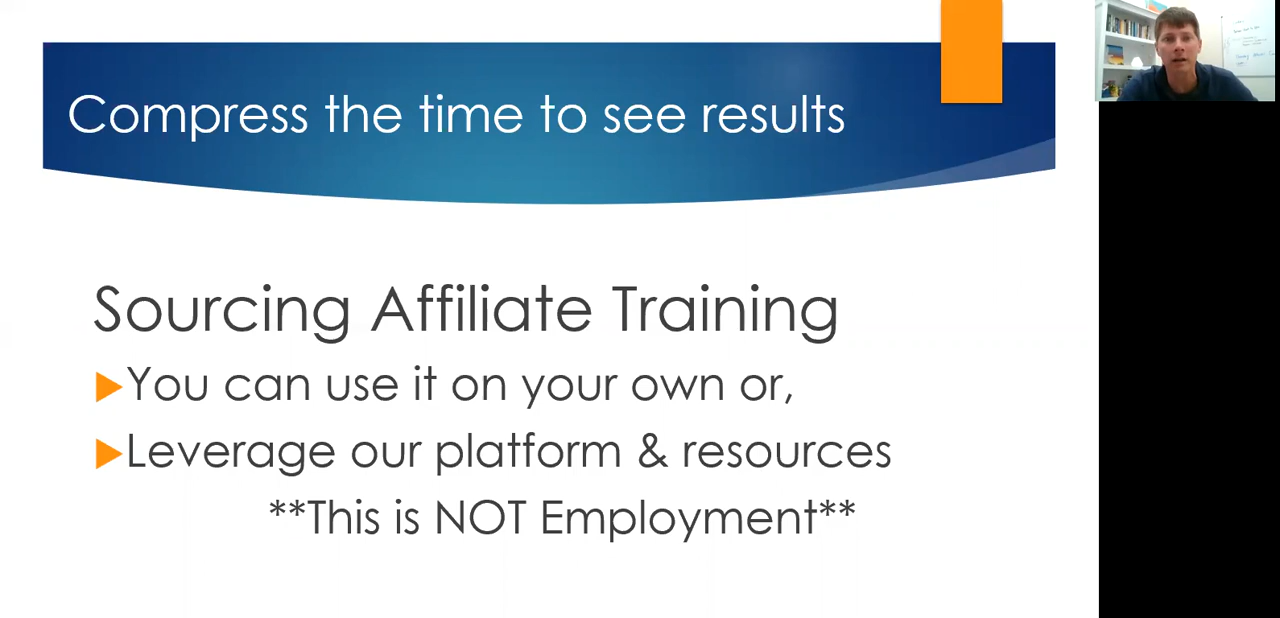 Compress the time to see results
Sourcing Affiliate Training
You can use it on your own or,
Leverage our platform & resources
**This is NOT Employment**